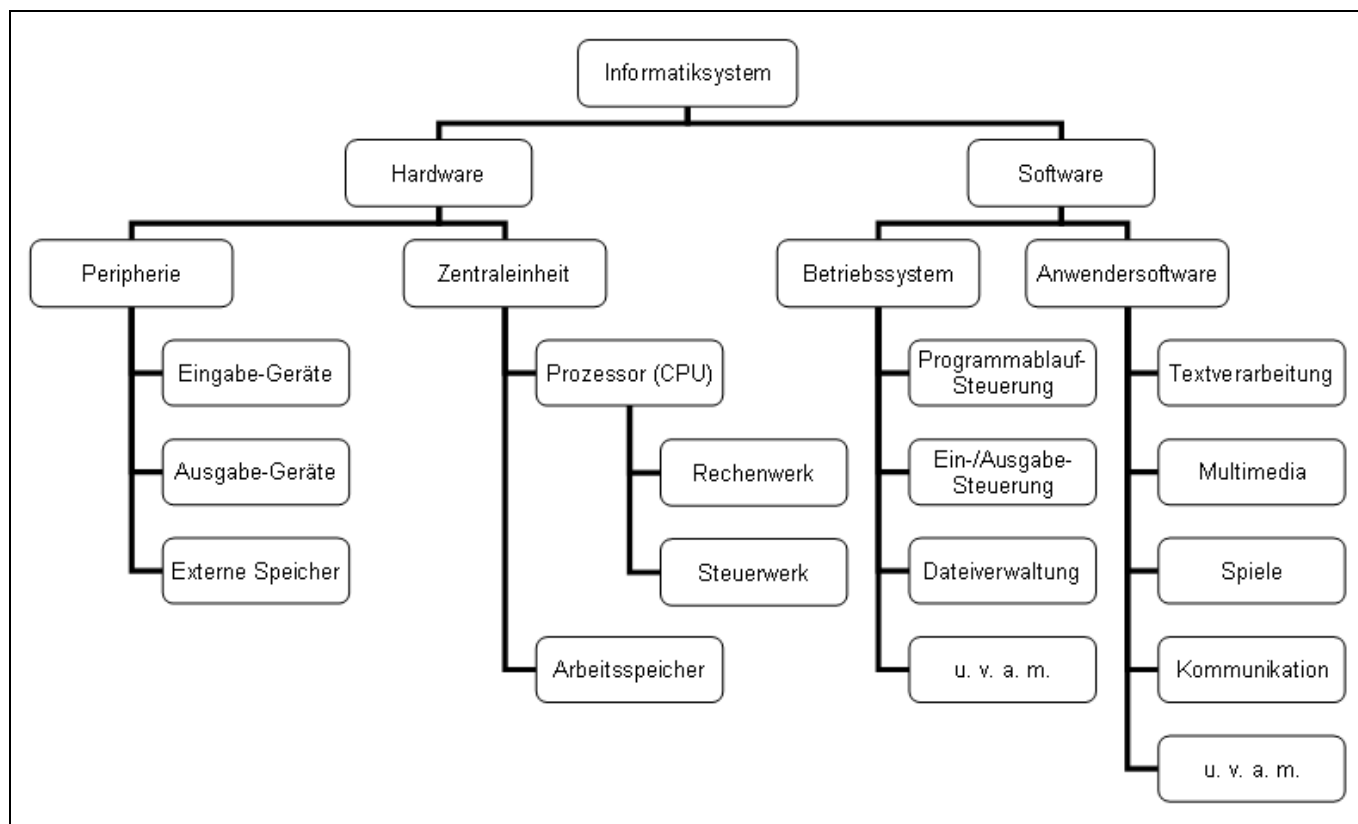 Informatiksystem
Hardware
Software
Peripherie
Zentraleinheit
Betriebssystem
Anwendersoftware
Eingabe-Geräte
Prozessor (CPU)
Programmablauf-
Steuerung
Textverarbeitung
Ausgabe-Geräte
Rechenwerk
Ein-/Ausgabe-
Steuerung
Multimedia
Externe Speicher
Steuerwerk
Dateiverwaltung
Spiele
Arbeitsspeicher
u. v. a. m.
Kommunikation
u. v. a. m.